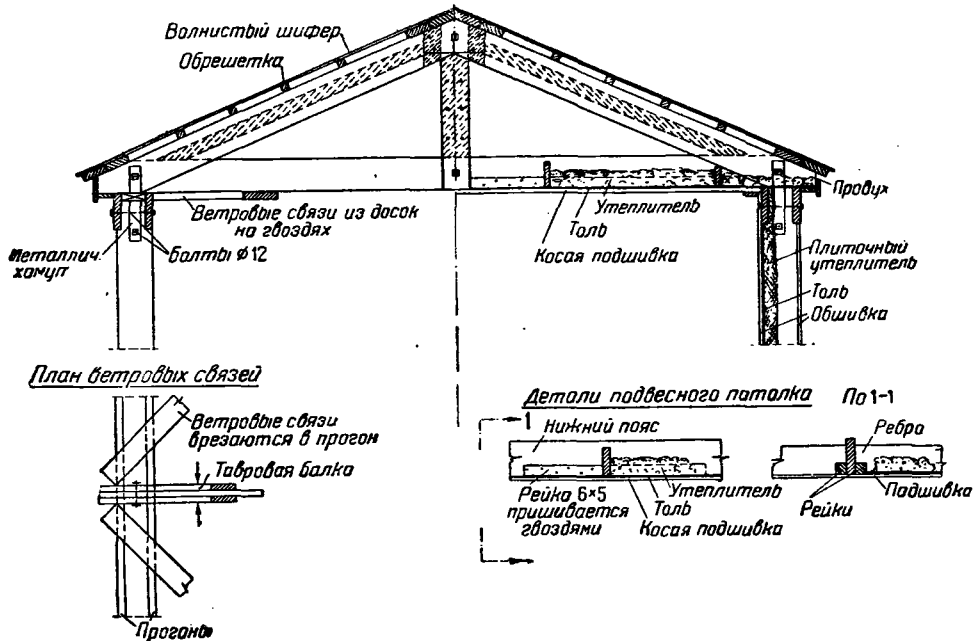 Волнистый шифер
Обрешетка
Ветровые связи из досок
на гвоздях
Металлич.
хомут
Болты ϕ12
Утеплитель
Толь
Косая подшивка
Продух
Плиточный
утеплитель
Толь
Обшивка
План ветровых связей
Ветровые связи
врезаются в прогон
Тавровая балка
Прогоны
Детали подвесного потолка
По 1-1
1
Нижний пояс
Рейка 6×5
пришивается
гвоздями
Утеплитель
Толь
Косая подшивка
1
Ребра
Подшивка
Рейки